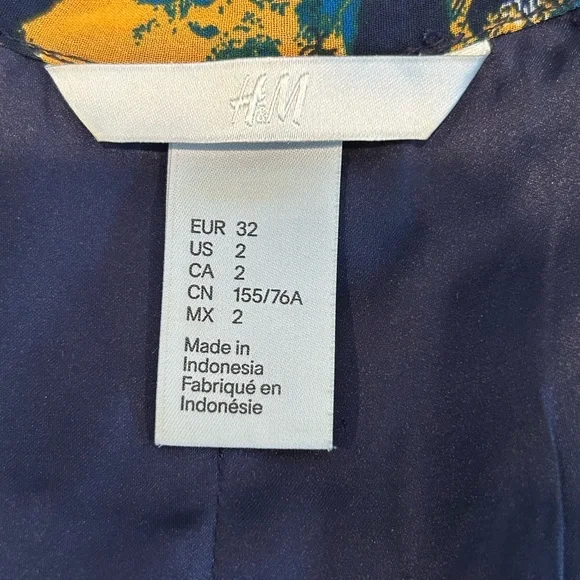 H&M
EUR 32
US 2
CA 2
CN 155/76A
MX 2
Made in
Indonesia
Fabriqué en
Indonésie